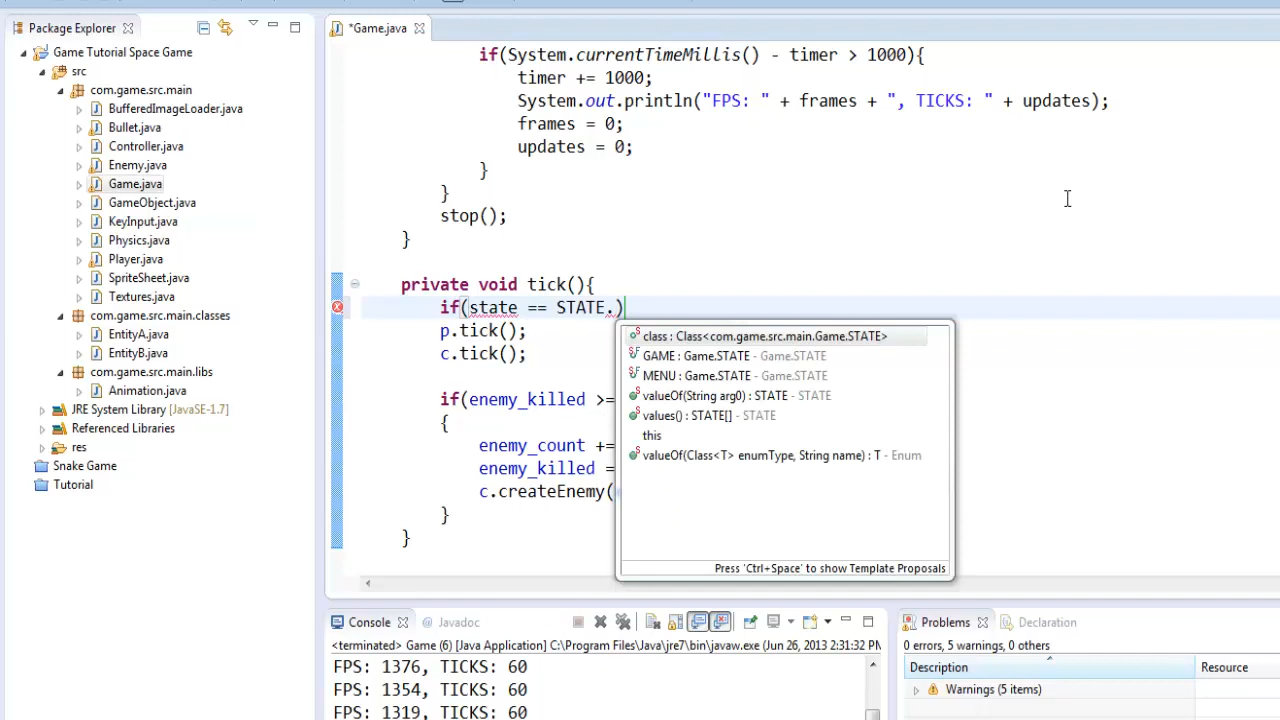 Package Explorer
*Game.java
Game Tutorial Space Game
src
com.game.src.main
BufferedImageLoader.java
Bullet.java
Controller.java
Enemy.java
Game.java
GameObject.java
KeyInput.java
Physics.java
Player.java
SpriteSheet.java
Textures.java
com.game.src.main.classes
EntityA.java
EntityB.java
com.game.src.main.libs
Animation.java
JRE System Library [JavaSE-1.7]
Referenced Libraries
res
Snake Game
Tutorial
if(System.currentTimeMillis() - timer > 1000){
timer += 1000;
System.out.println("FPS: " + frames + ", TICKS: " + updates);
frames = 0;
updates = 0;
}
}
stop();
}
private void tick(){
if(state == STATE.)
p.tick();
c.tick();
if(enemy_killed >=
{
enemy_count +=
enemy_killed =
c.createEnemy(
}
}
class : Class<com.game.src.main.Game.STATE>
GAME : Game.STATE - Game.STATE
MENU : Game.STATE - Game.STATE
valueOf(String arg0) : STATE - STATE
values() : STATE[] - STATE
this
valueOf(Class<T> enumType, String name) : T - Enum
Press 'Ctrl+Space' to show Template Proposals
Console
@ Javadoc
<terminated> Game (6) [Java Application] C:\Program Files\Java\jre7\bin\javaw.exe (Jun 26, 2013 2:31:32 PM)
FPS: 1376, TICKS: 60
FPS: 1354, TICKS: 60
FPS: 1319, TICKS: 60
Problems
Declaration
0 errors, 5 warnings, 0 others
Description
Resource
Warnings (5 items)